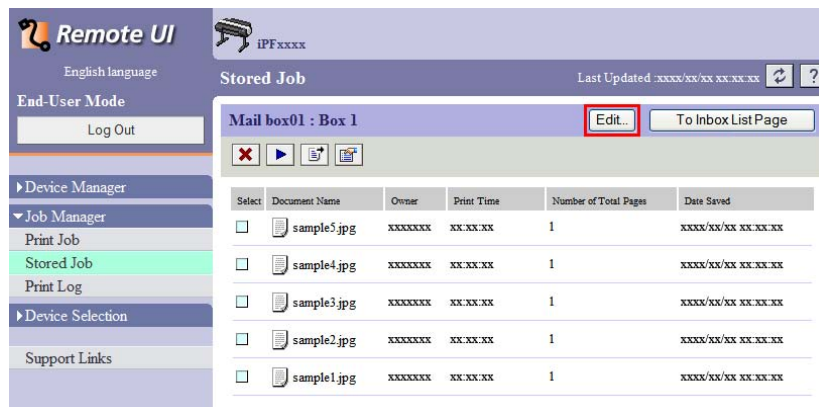 Remote UI
English language
End-User Mode
Log Out
Device Manager
Job Manager
Print Job
Stored Job
Print Log
Device Selection
Support Links
iPFxxxx
Stored Job Last Updated :xxxx/xx/xx xx:xx:xx ?
Mail box01 : Box 1 Edit... To Inbox List Page
Select Document Name Owner Print Time Number of Total Pages Date Saved
sample5.jpg xxxxxxx xx:xx:xx 1 xxxx/xx/xx xx:xx:xx
sample4.jpg xxxxxxx xx:xx:xx 1 xxxx/xx/xx xx:xx:xx
sample3.jpg xxxxxxx xx:xx:xx 1 xxxx/xx/xx xx:xx:xx
sample2.jpg xxxxxxx xx:xx:xx 1 xxxx/xx/xx xx:xx:xx
sample1.jpg xxxxxxx xx:xx:xx 1 xxxx/xx/xx xx:xx:xx